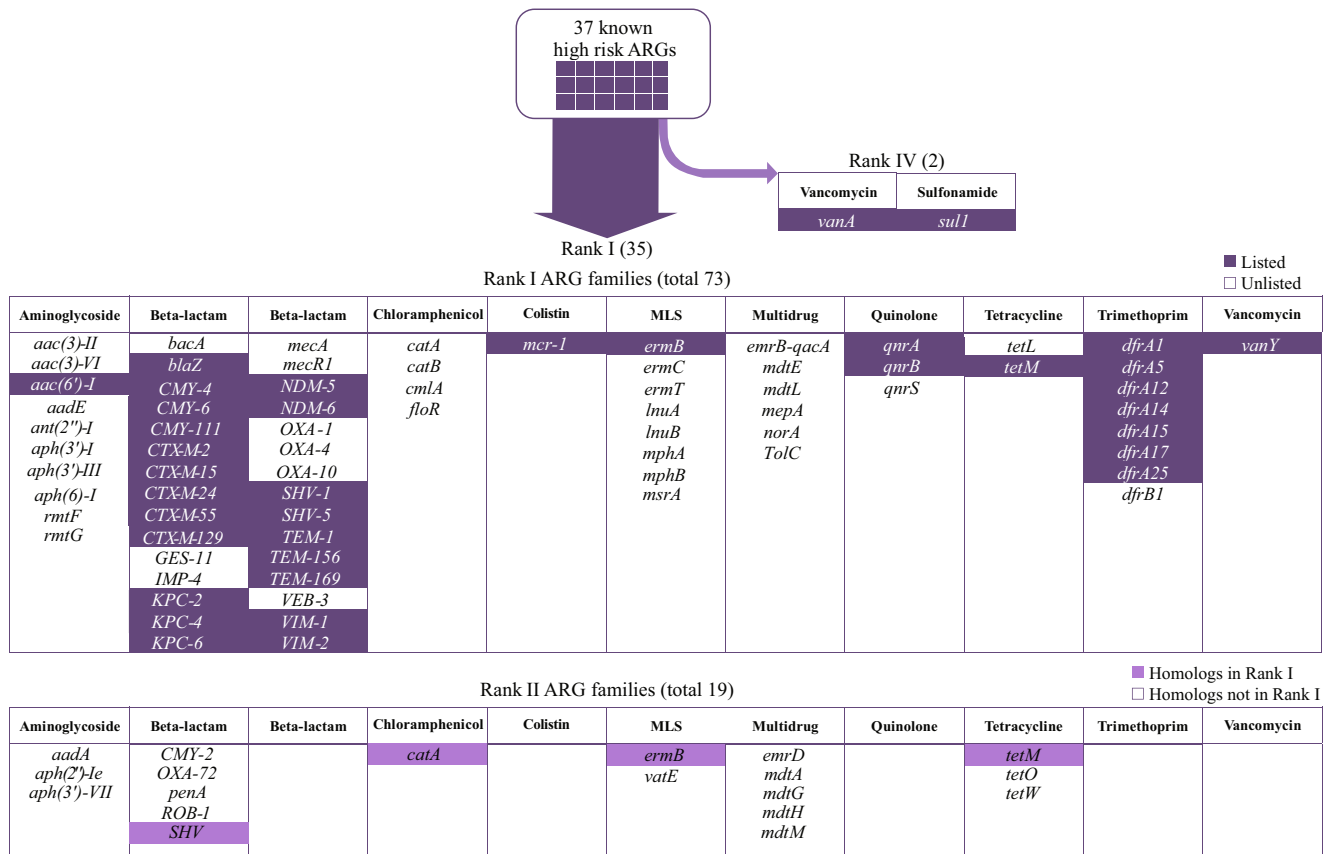 37 known
high risk ARGs
Rank IV (2)
Vancomycin Sulfonamide
vanA sul1
Rank I (35)
Rank I ARG families (total 73)
Listed
Unlisted
Aminoglycoside Beta-lactam Beta-lactam Chloramphenicol Colistin MLS Multidrug Quinolone Tetracycline Trimethoprim Vancomycin
aac(3)-II bacA mecA catA mcr-1 ermB emrB-qacA qnrA tetL dfrA1 vanY
aac(3)-VI blaZ mecR1 catB ermC mdtE qnrB tetM dfrA5
aac(6')-I CMY-4 NDM-5 cmlA ermT mdtL qnrS dfrA12
aadE CMY-6 NDM-6 floR lnuA mepA dfrA14
ant(2")-I CMY-111 OXA-1 lnuB norA dfrA15
aph(3')-I CTX-M-2 OXA-4 mphA TolC dfrA17
aph(3')-III CTX-M-15 OXA-10 mphB dfrA25
aph(6)-I CTX-M-24 SHV-1 msrA dfrB1
rmtF CTX-M-55 SHV-5
rmtG CTX-M-129 TEM-1
GES-11 TEM-156
IMP-4 TEM-169
KPC-2 VEB-3
KPC-4 VIM-1
KPC-6 VIM-2
Homologs in Rank I
Homologs not in Rank I
Rank II ARG families (total 19)
Aminoglycoside Beta-lactam Beta-lactam Chloramphenicol Colistin MLS Multidrug Quinolone Tetracycline Trimethoprim Vancomycin
aadA CMY-2 catA ermB emrD tetM
aph(2")-Ie OXA-72 vatE mdtA tetO
aph(3')-VII penA mdtG tetW
ROB-1 mdtH
SHV mdtM